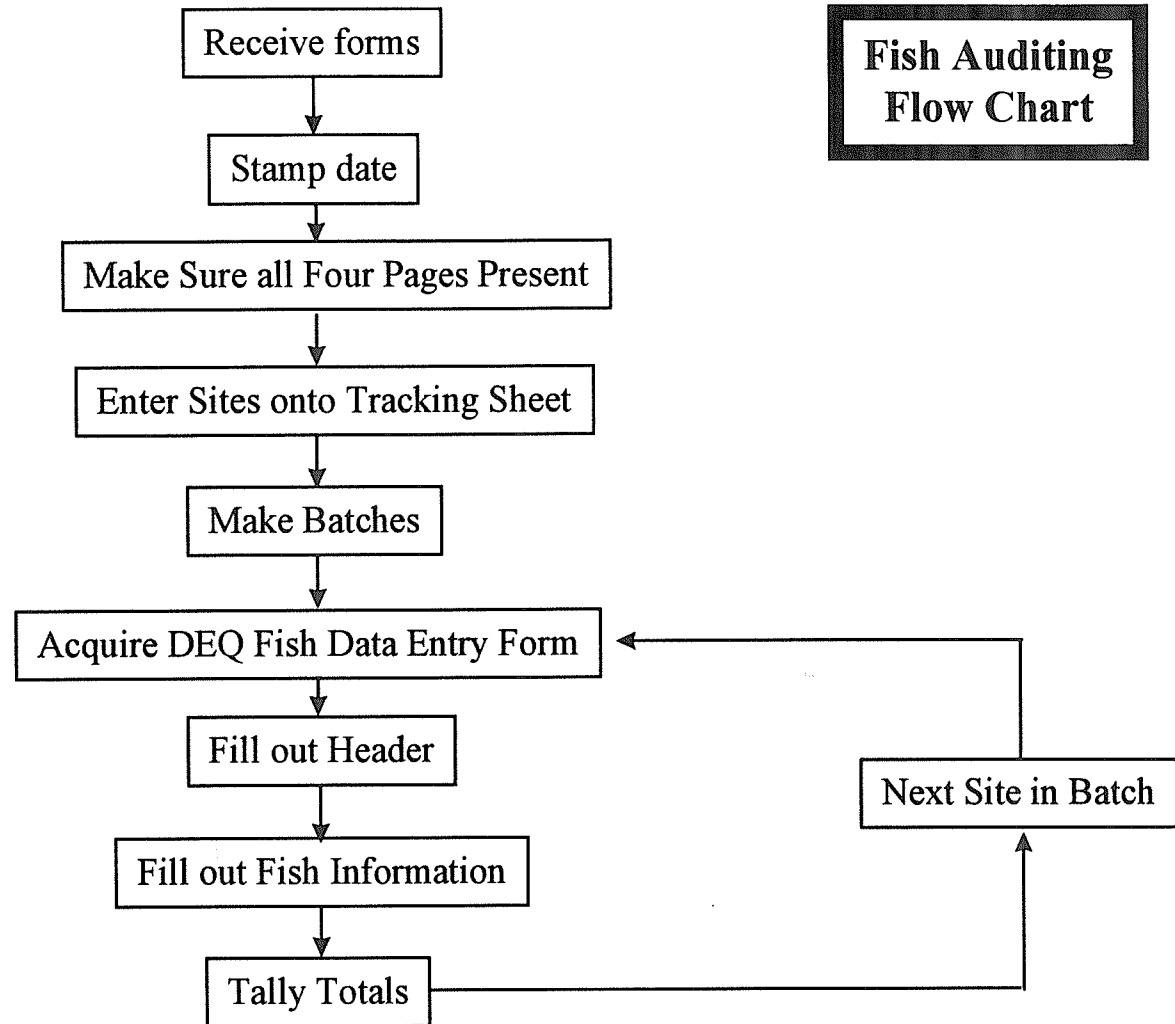 Fish Auditing
Flow Chart
Receive forms
Stamp date
Make Sure all Four Pages Present
Enter Sites onto Tracking Sheet
Make Batches
Acquire DEQ Fish Data Entry Form
Fill out Header
Next Site in Batch
Fill out Fish Information
Tally Totals